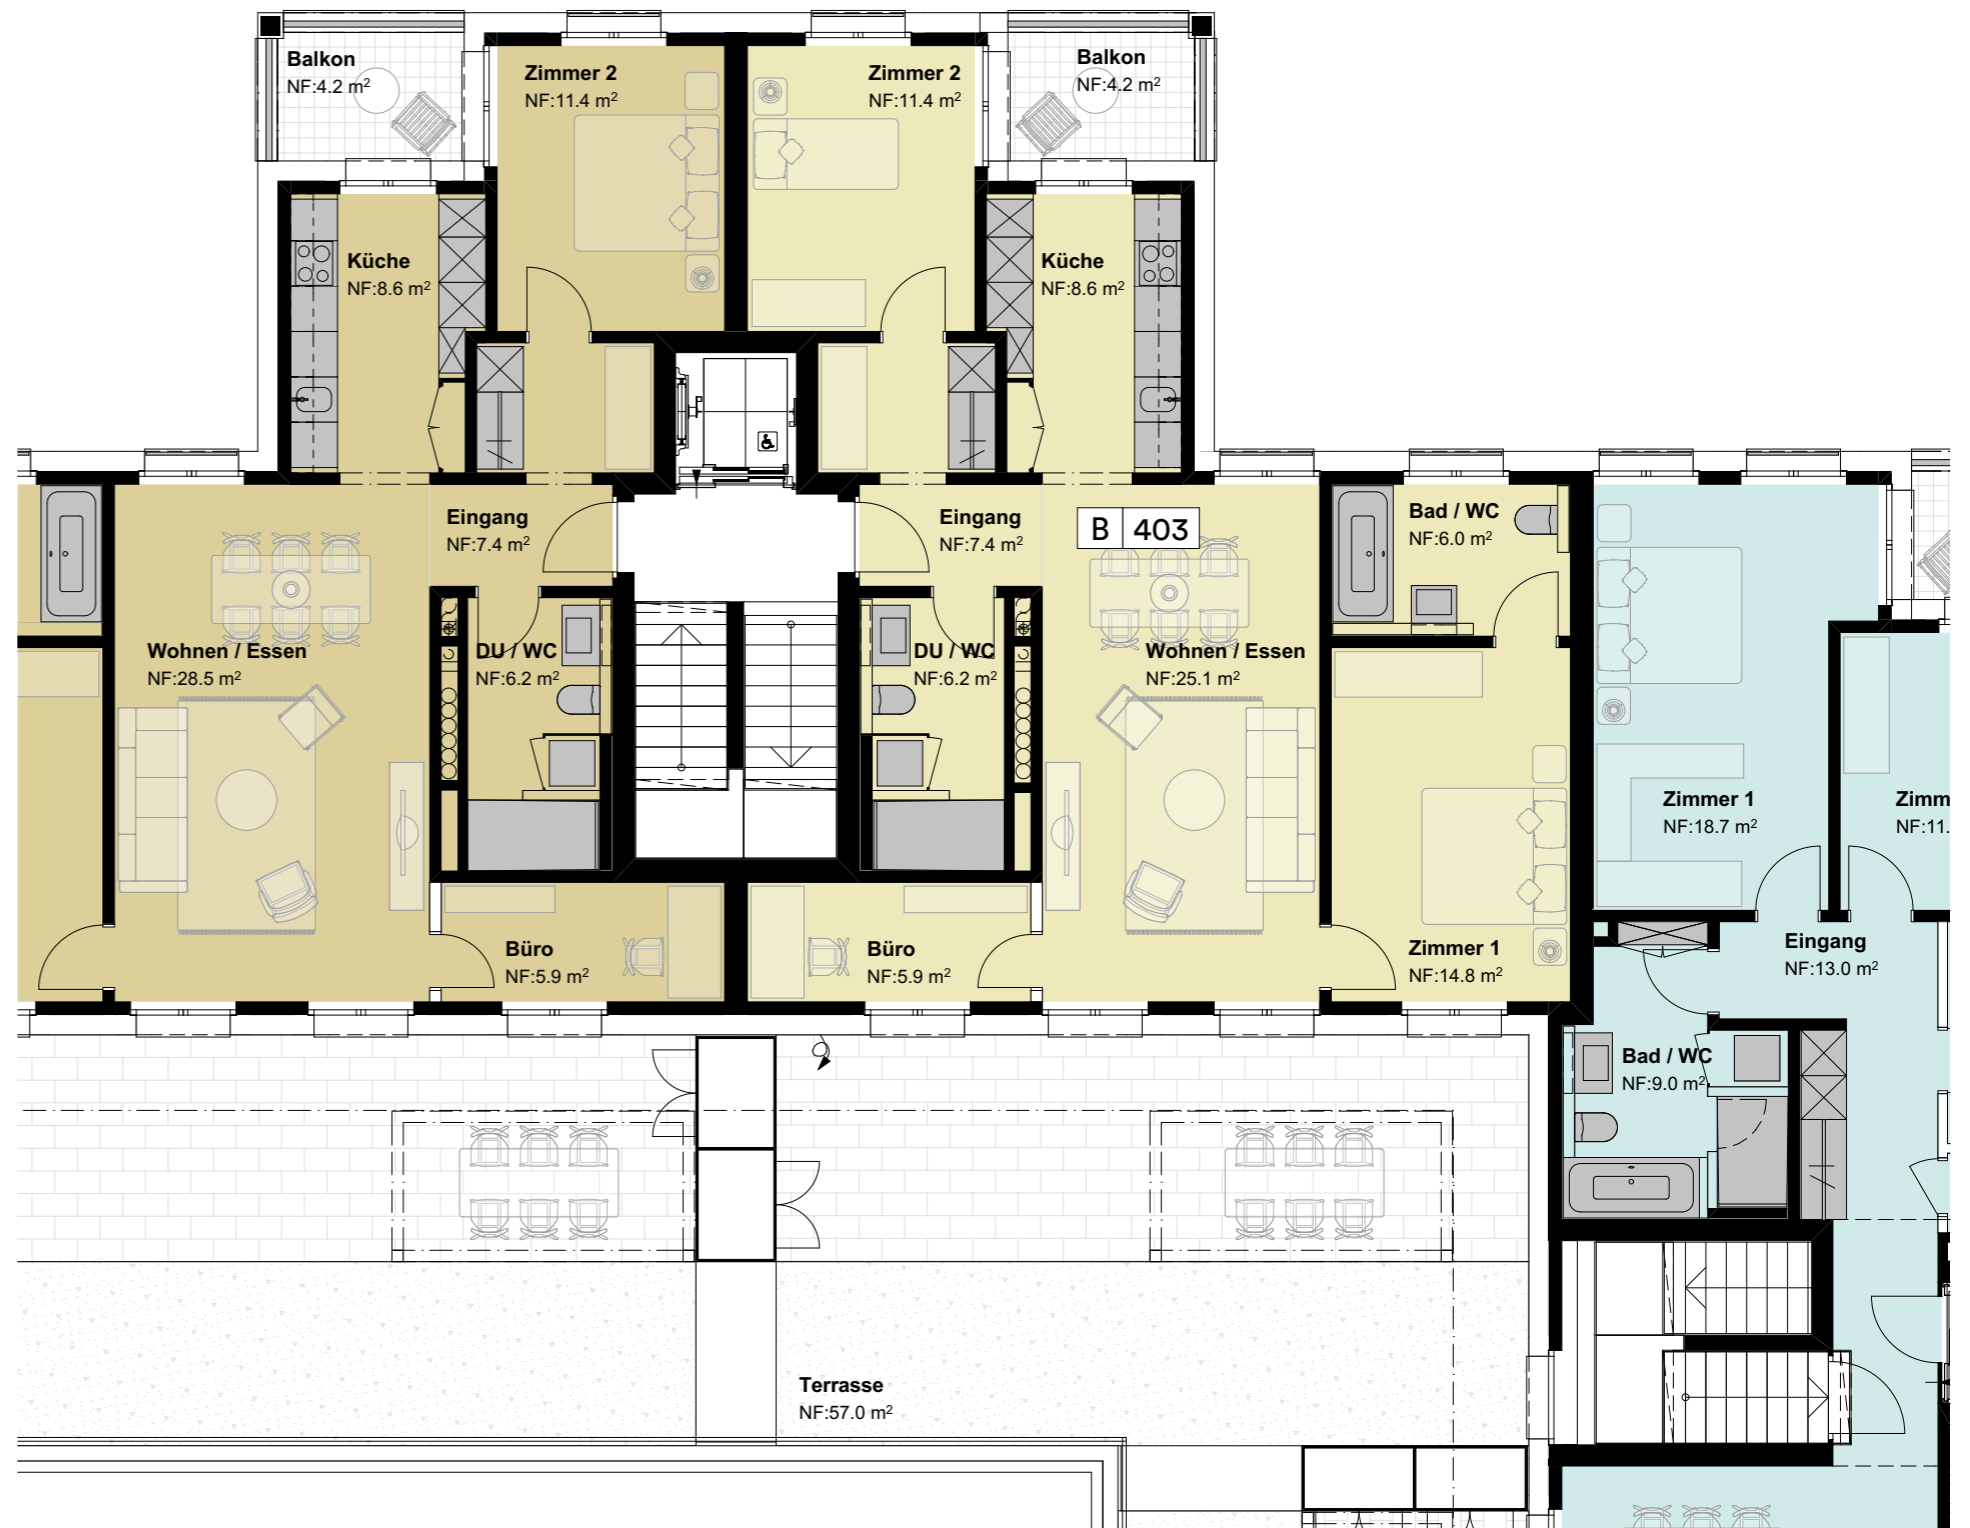 Balkon
NF:4.2 m²
Zimmer 2
NF:11.4 m²
Zimmer 2
NF:11.4 m²
Balkon
NF:4.2 m²
Küche
NF:8.6 m²
Küche
NF:8.6 m²
Eingang
NF:7.4 m²
Eingang
NF:7.4 m²
B 403
Bad / WC
NF:6.0 m²
Wohnen / Essen
NF:28.5 m²
DU / WC
NF:6.2 m²
DU / WC
NF:6.2 m²
Wohnen / Essen
NF:25.1 m²
Zimmer 1
NF:18.7 m²
Zimm
NF:11.
Büro
NF:5.9 m²
Büro
NF:5.9 m²
Zimmer 1
NF:14.8 m²
Eingang
NF:13.0 m²
Bad / WC
NF:9.0 m²
Terrasse
NF:57.0 m²